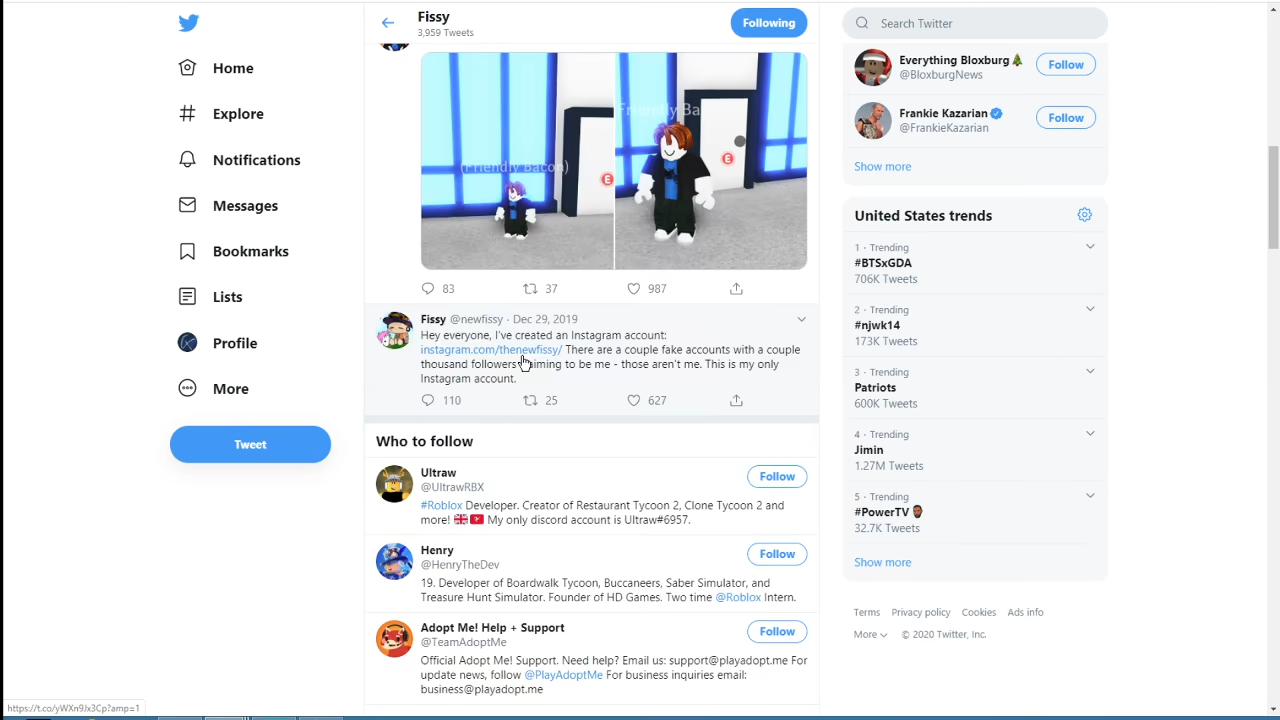 Home
Explore
Notifications
Messages
Bookmarks
Lists
Profile
More
Tweet
Fissy
3,959 Tweets
Following
(Friendly Bacon)
Friendly Ba
E
E
83
37
987
Fissy @newfissy · Dec 29, 2019
Hey everyone, I've created an Instagram account:
instagram.com/thenewfissy/ There are a couple fake accounts with a couple
thousand followers claiming to be me - those aren't me. This is my only
Instagram account.
110
25
627
Who to follow
Ultraw
@UltrawRBX
Follow
#Roblox Developer. Creator of Restaurant Tycoon 2, Clone Tycoon 2 and
more! My only discord account is Ultraw#6957.
Henry
@HenryTheDev
Follow
19. Developer of Boardwalk Tycoon, Buccaneers, Saber Simulator, and
Treasure Hunt Simulator. Founder of HD Games. Two time @Roblox Intern.
Adopt Me! Help + Support
@TeamAdoptMe
Follow
Official Adopt Me! Support. Need help? Email us: support@playadopt.me For
update news, follow @PlayAdoptMe For business inquiries email:
business@playadopt.me
Search Twitter
Everything Bloxburg🎄
@BloxburgNews
Follow
Frankie Kazarian
@FrankieKazarian
Follow
Show more
United States trends
1 · Trending
#BTSxGDA
706K Tweets
2 · Trending
#njwk14
173K Tweets
3 · Trending
Patriots
600K Tweets
4 · Trending
Jimin
1.27M Tweets
5 · Trending
#PowerTV
32.7K Tweets
Show more
Terms Privacy policy Cookies Ads info
More © 2020 Twitter, Inc.
https://t.co/yWXn9Jx3Cp?amp=1